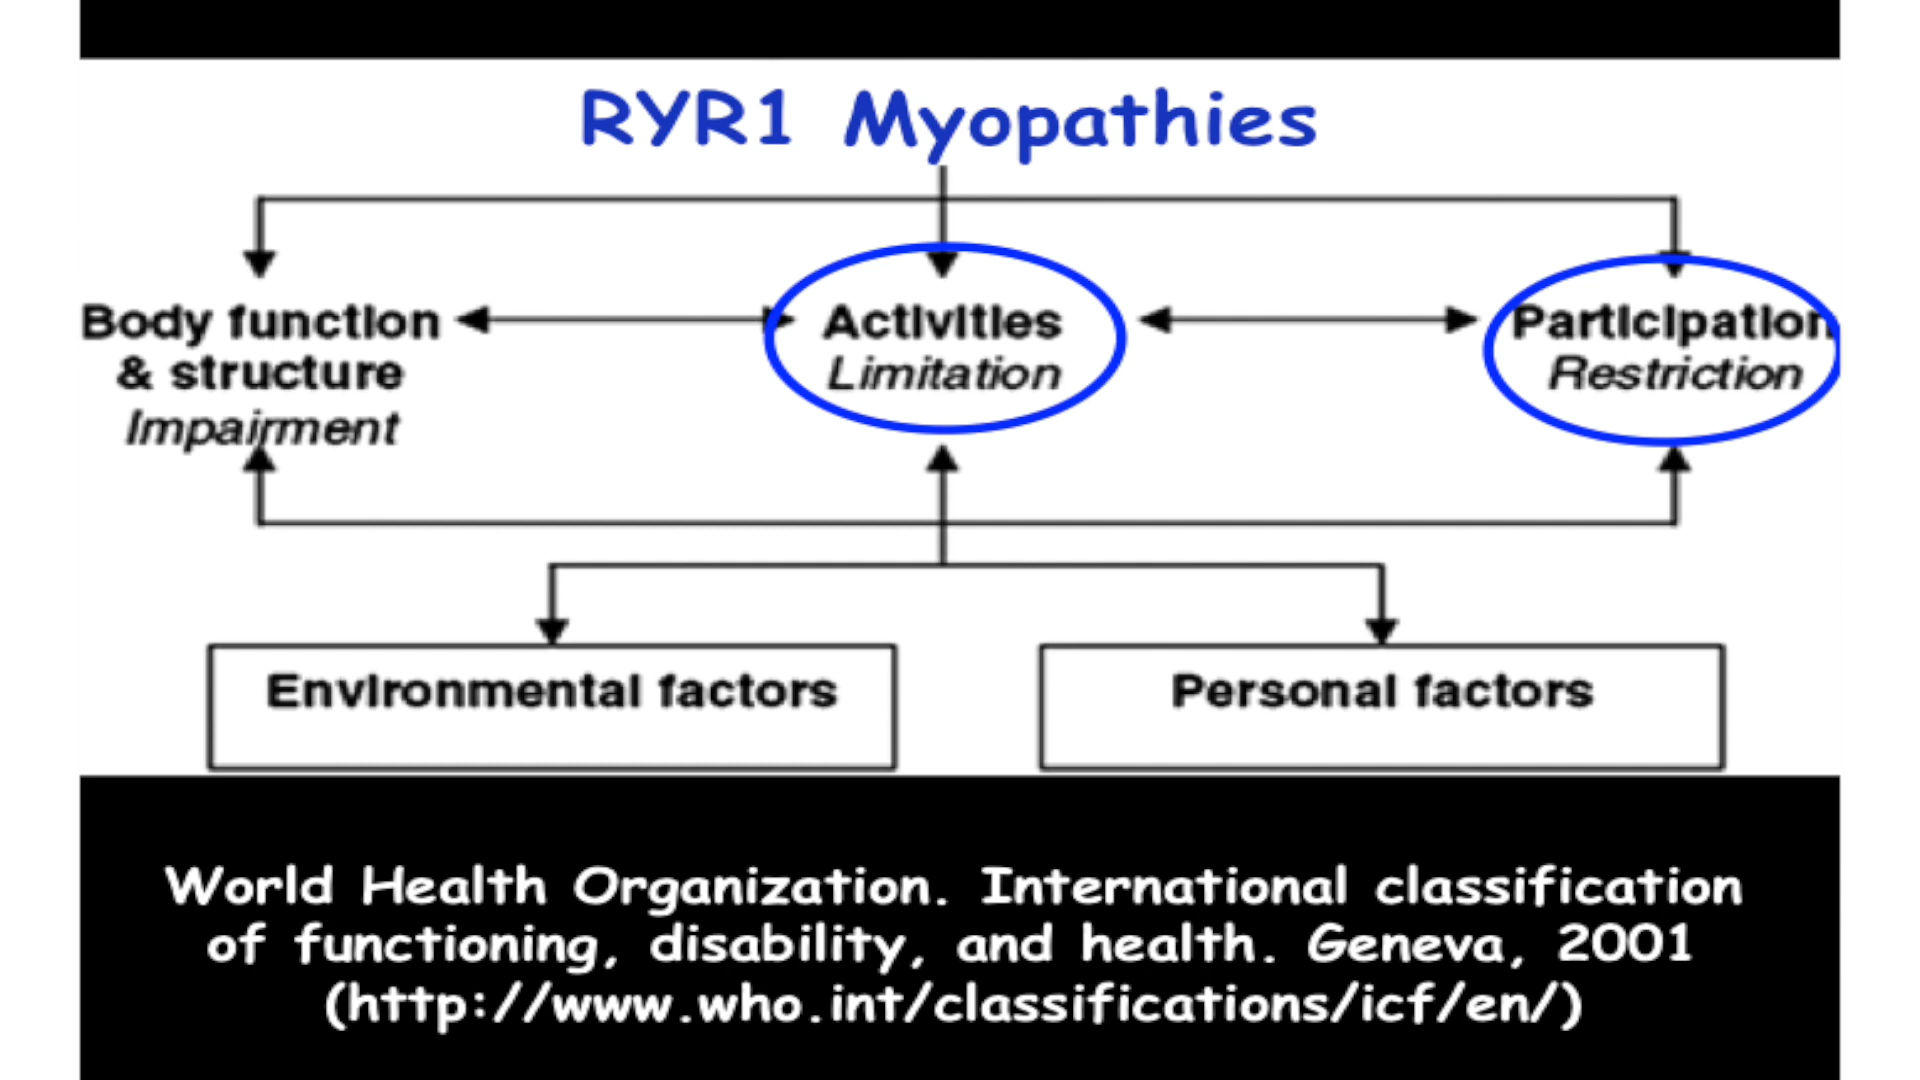 RYR1 Myopathies
Body function
& structure
Impairment
Activities
Limitation
Participation
Restriction
Environmental factors
Personal factors
World Health Organization. International classification
of functioning, disability, and health. Geneva, 2001
(http://www.who.int/classifications/icf/en/)